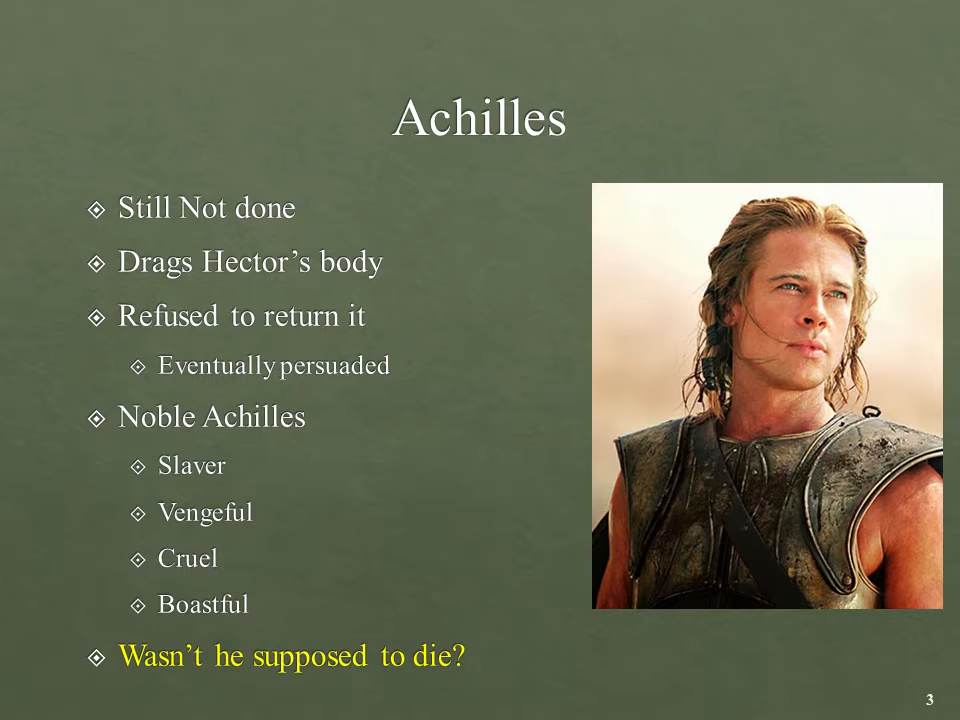 Achilles
Still Not done
Drags Hector’s body
Refused to return it
Eventually persuaded
Noble Achilles
Slaver
Vengeful
Cruel
Boastful
Wasn’t he supposed to die?
3